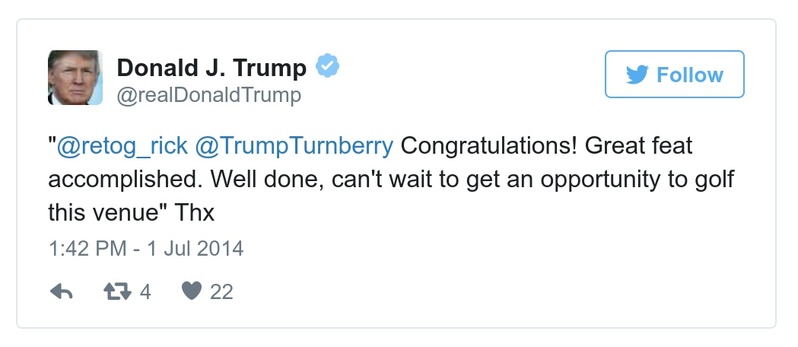 Donald J. Trump
@realDonaldTrump
Follow
"@retog_rick @TrumpTurnberry Congratulations! Great feat
accomplished. Well done, can't wait to get an opportunity to golf
this venue" Thx
1:42 PM - 1 Jul 2014
4 22